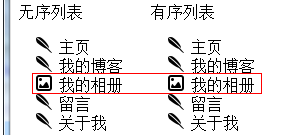 无序列表 有序列表
主页 主页
我的博客 我的博客
我的相册 我的相册
留言 留言
关于我 关于我